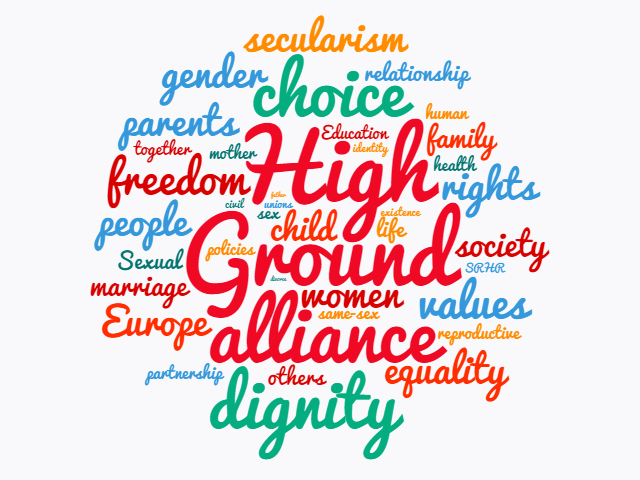 secularism
gender
relationship
choice
human
parents
Education
family
together
mother
identity
High
health
freedom
rights
father
civil
unions
people
sex
existence
child
life
Ground
policies
society
Sexual
SRHR
divorce
marriage
women
values
same-sex
Europe
alliance
reproductive
partnership
others
equality
dignity